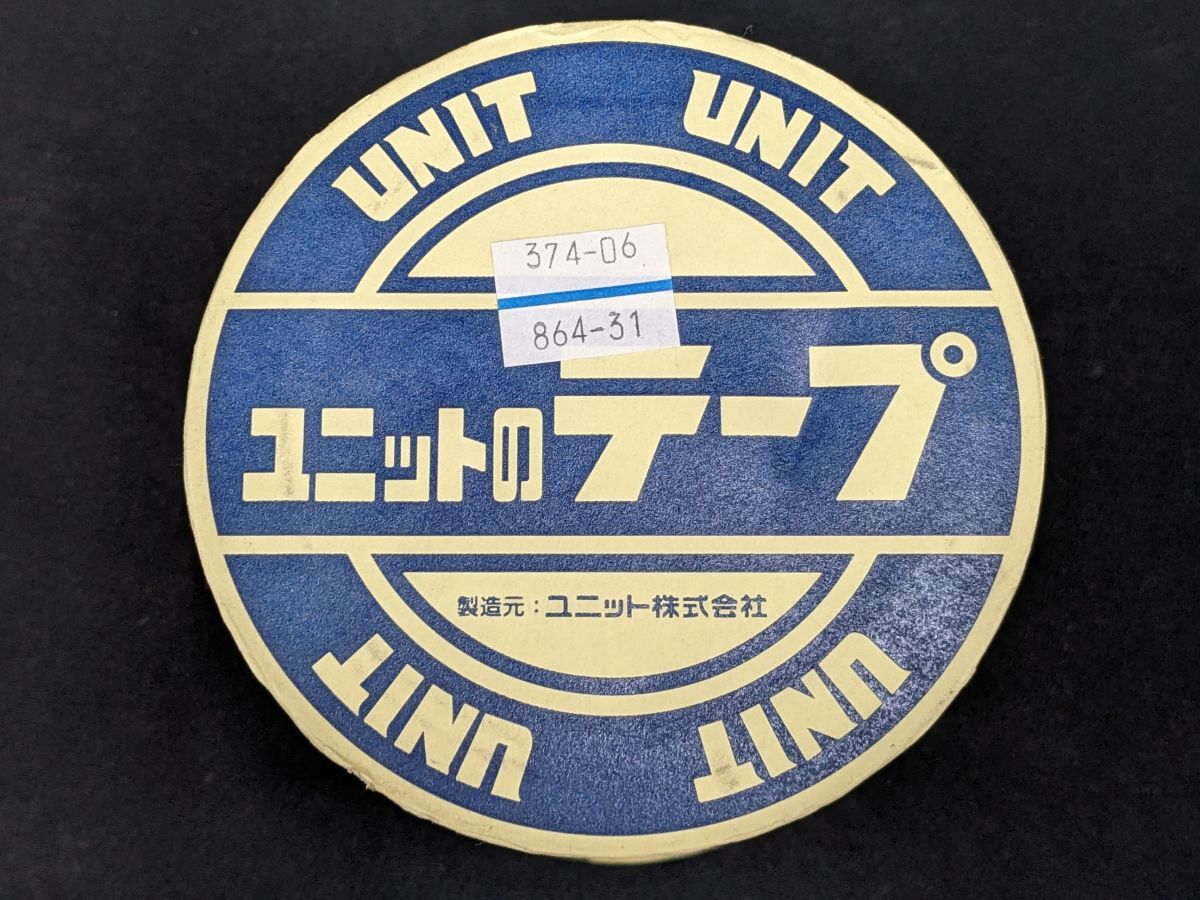 UNIT UNIT
374-06
864-31
ユニットのテープ
製造元：ユニット株式会社
UNIT UNIT